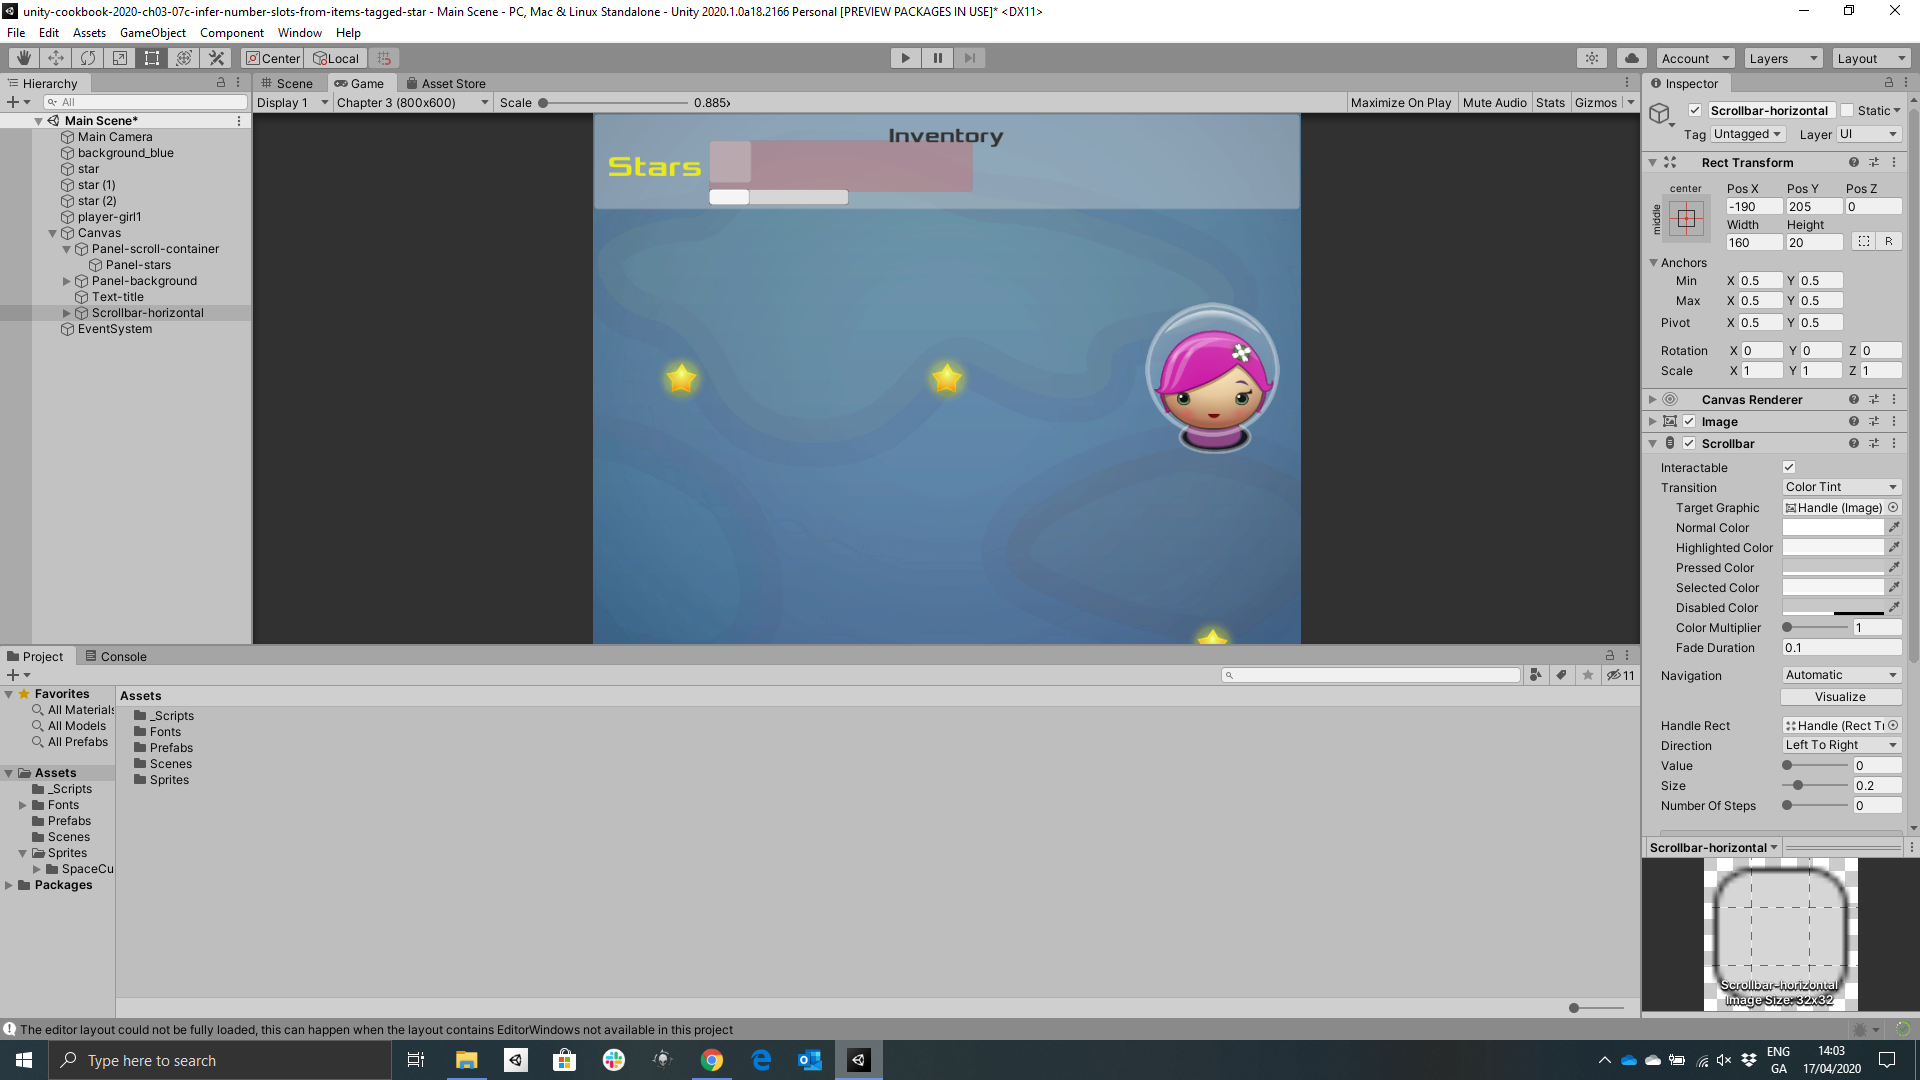 unity-cookbook-2020-ch03-07c-infer-number-slots-from-items-tagged-star - Main Scene - PC, Mac & Linux Standalone - Unity 2020.1.0a18.2166 Personal [PREVIEW PACKAGES IN USE]* <DX11>
File Edit Assets GameObject Component Window Help
Center Local Account Layers Layout
Hierarchy
All
Main Scene*
Main Camera
background_blue
star
star (1)
star (2)
player-girl1
Canvas
Panel-scroll-container
Panel-stars
Panel-background
Text-title
Scrollbar-horizontal
EventSystem
Scene Game Asset Store
Display 1 Chapter 3 (800x600) Scale 0.885x Maximize On Play Mute Audio Stats Gizmos
Inventory
Stars
Inspector
Scrollbar-horizontal Static
Tag Untagged Layer UI
Rect Transform
center Pos X Pos Y Pos Z
middle
-190 205 0
Width Height
160 20 R
Anchors
Min X 0.5 Y 0.5
Max X 0.5 Y 0.5
Pivot X 0.5 Y 0.5
Rotation X 0 Y 0 Z 0
Scale X 1 Y 1 Z 1
Canvas Renderer
Image
Scrollbar
Interactable
Transition Color Tint
Target Graphic Handle (Image)
Normal Color
Highlighted Color
Pressed Color
Selected Color
Disabled Color
Color Multiplier 1
Fade Duration 0.1
Navigation Automatic
Visualize
Handle Rect Handle (Rect Tr
Direction Left To Right
Value 0
Size 0.2
Number Of Steps 0
Scrollbar-horizontal
Scrollbar-horizontal
Image Size: 32x32
Project Console
11
Favorites
All Materials
All Models
All Prefabs
Assets
_Scripts
Fonts
Prefabs
Scenes
Sprites
SpaceCu
Packages
Assets
_Scripts
Fonts
Prefabs
Scenes
Sprites
The editor layout could not be fully loaded, this can happen when the layout contains EditorWindows not available in this project
Type here to search
ENG
GA
14:03
17/04/2020